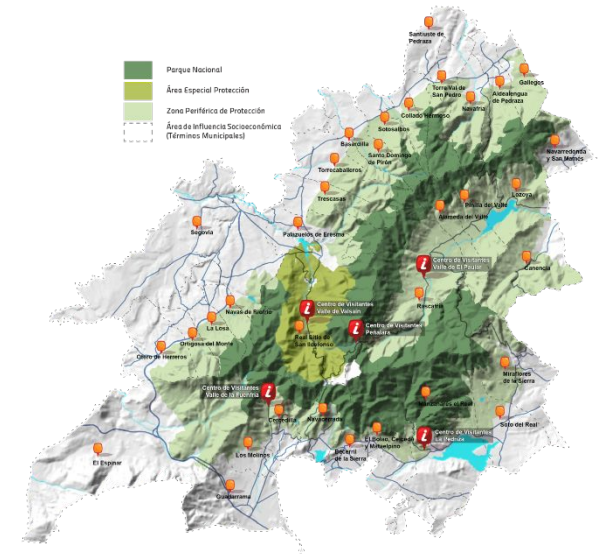 Santiuste de
Pedraza
Parque Nacional
Área Especial Protección
Zona Periférica de Protección
Área de Influencia Socioeconómica
(Términos Municipales)
Gallegos
Torre Val de
San Pedro
Aldealengua
de Pedraza
Navafría
Collado Hermoso
Sotosalbos
Basardilla
Santo Domingo
de Pirón
Navarredonda
y San Mamés
Torrecaballeros
Trescasas
Lozoya
Pinilla del Valle
Alameda del Valle
Segovia
Palazuelos de Eresma
Centro de Visitantes
Valle de El Paular
Canencia
Rascafría
Navas de Riofrío
Centro de Visitantes
Valle de Valsaín
La Losa
Centro de Visitantes
Peñalara
Ortigosa del Monte
Real Sitio de
San Ildefonso
Otero de Herreros
Miraflores
de la Sierra
Centro de Visitantes
Valle de la Fuenfría
Cercedilla
Navacerrada
Soto del Real
Centro de Visitantes
La Pedriza
El Boalo, Cerceda
y Mataelpino
Los Molinos
Becerril
de la Sierra
El Espinar
Guadarrama